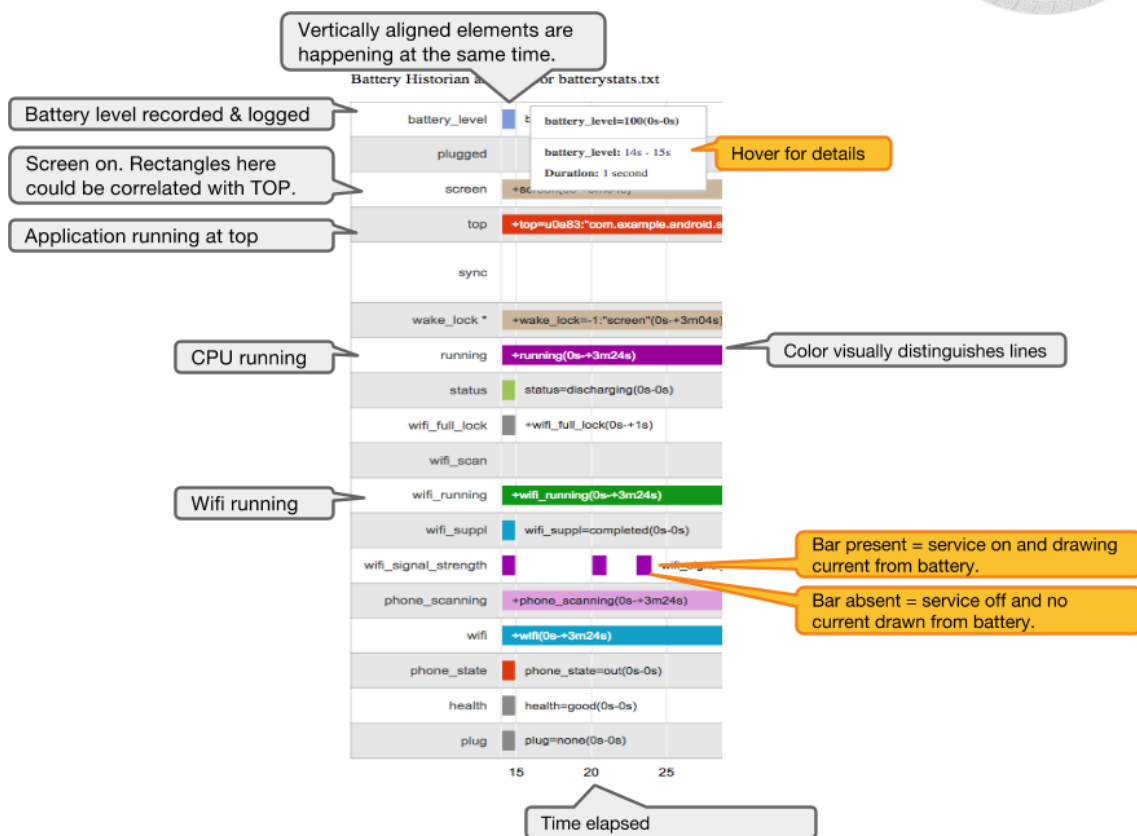 Vertically aligned elements are
happening at the same time.
Battery Historian a or batterystats.txt
Battery level recorded & logged
battery_level
battery_level=100(0s-0s)
battery_level: 14s - 15s
Duration: 1 second
Hover for details
plugged
Screen on. Rectangles here
could be correlated with TOP.
screen
Application running at top
top
+top=u0a83:"com.example.android.s
sync
wake_lock *
+wake_lock=-1:"screen"(0s-+3m04s)
CPU running
running
+running(0s-+3m24s)
Color visually distinguishes lines
status
status=discharging(0s-0s)
wifi_full_lock
+wifi_full_lock(0s-+1s)
wifi_scan
Wifi running
wifi_running
+wifi_running(0s-+3m24s)
wifi_suppl
wifi_suppl=completed(0s-0s)
Bar present = service on and drawing
current from battery.
wifi_signal_strength
Bar absent = service off and no
current drawn from battery.
phone_scanning
+phone_scanning(0s-+3m24s)
wifi
+wifi(0s-+3m24s)
phone_state
phone_state=out(0s-0s)
health
health=good(0s-0s)
plug
plug=none(0s-0s)
15 20 25
Time elapsed